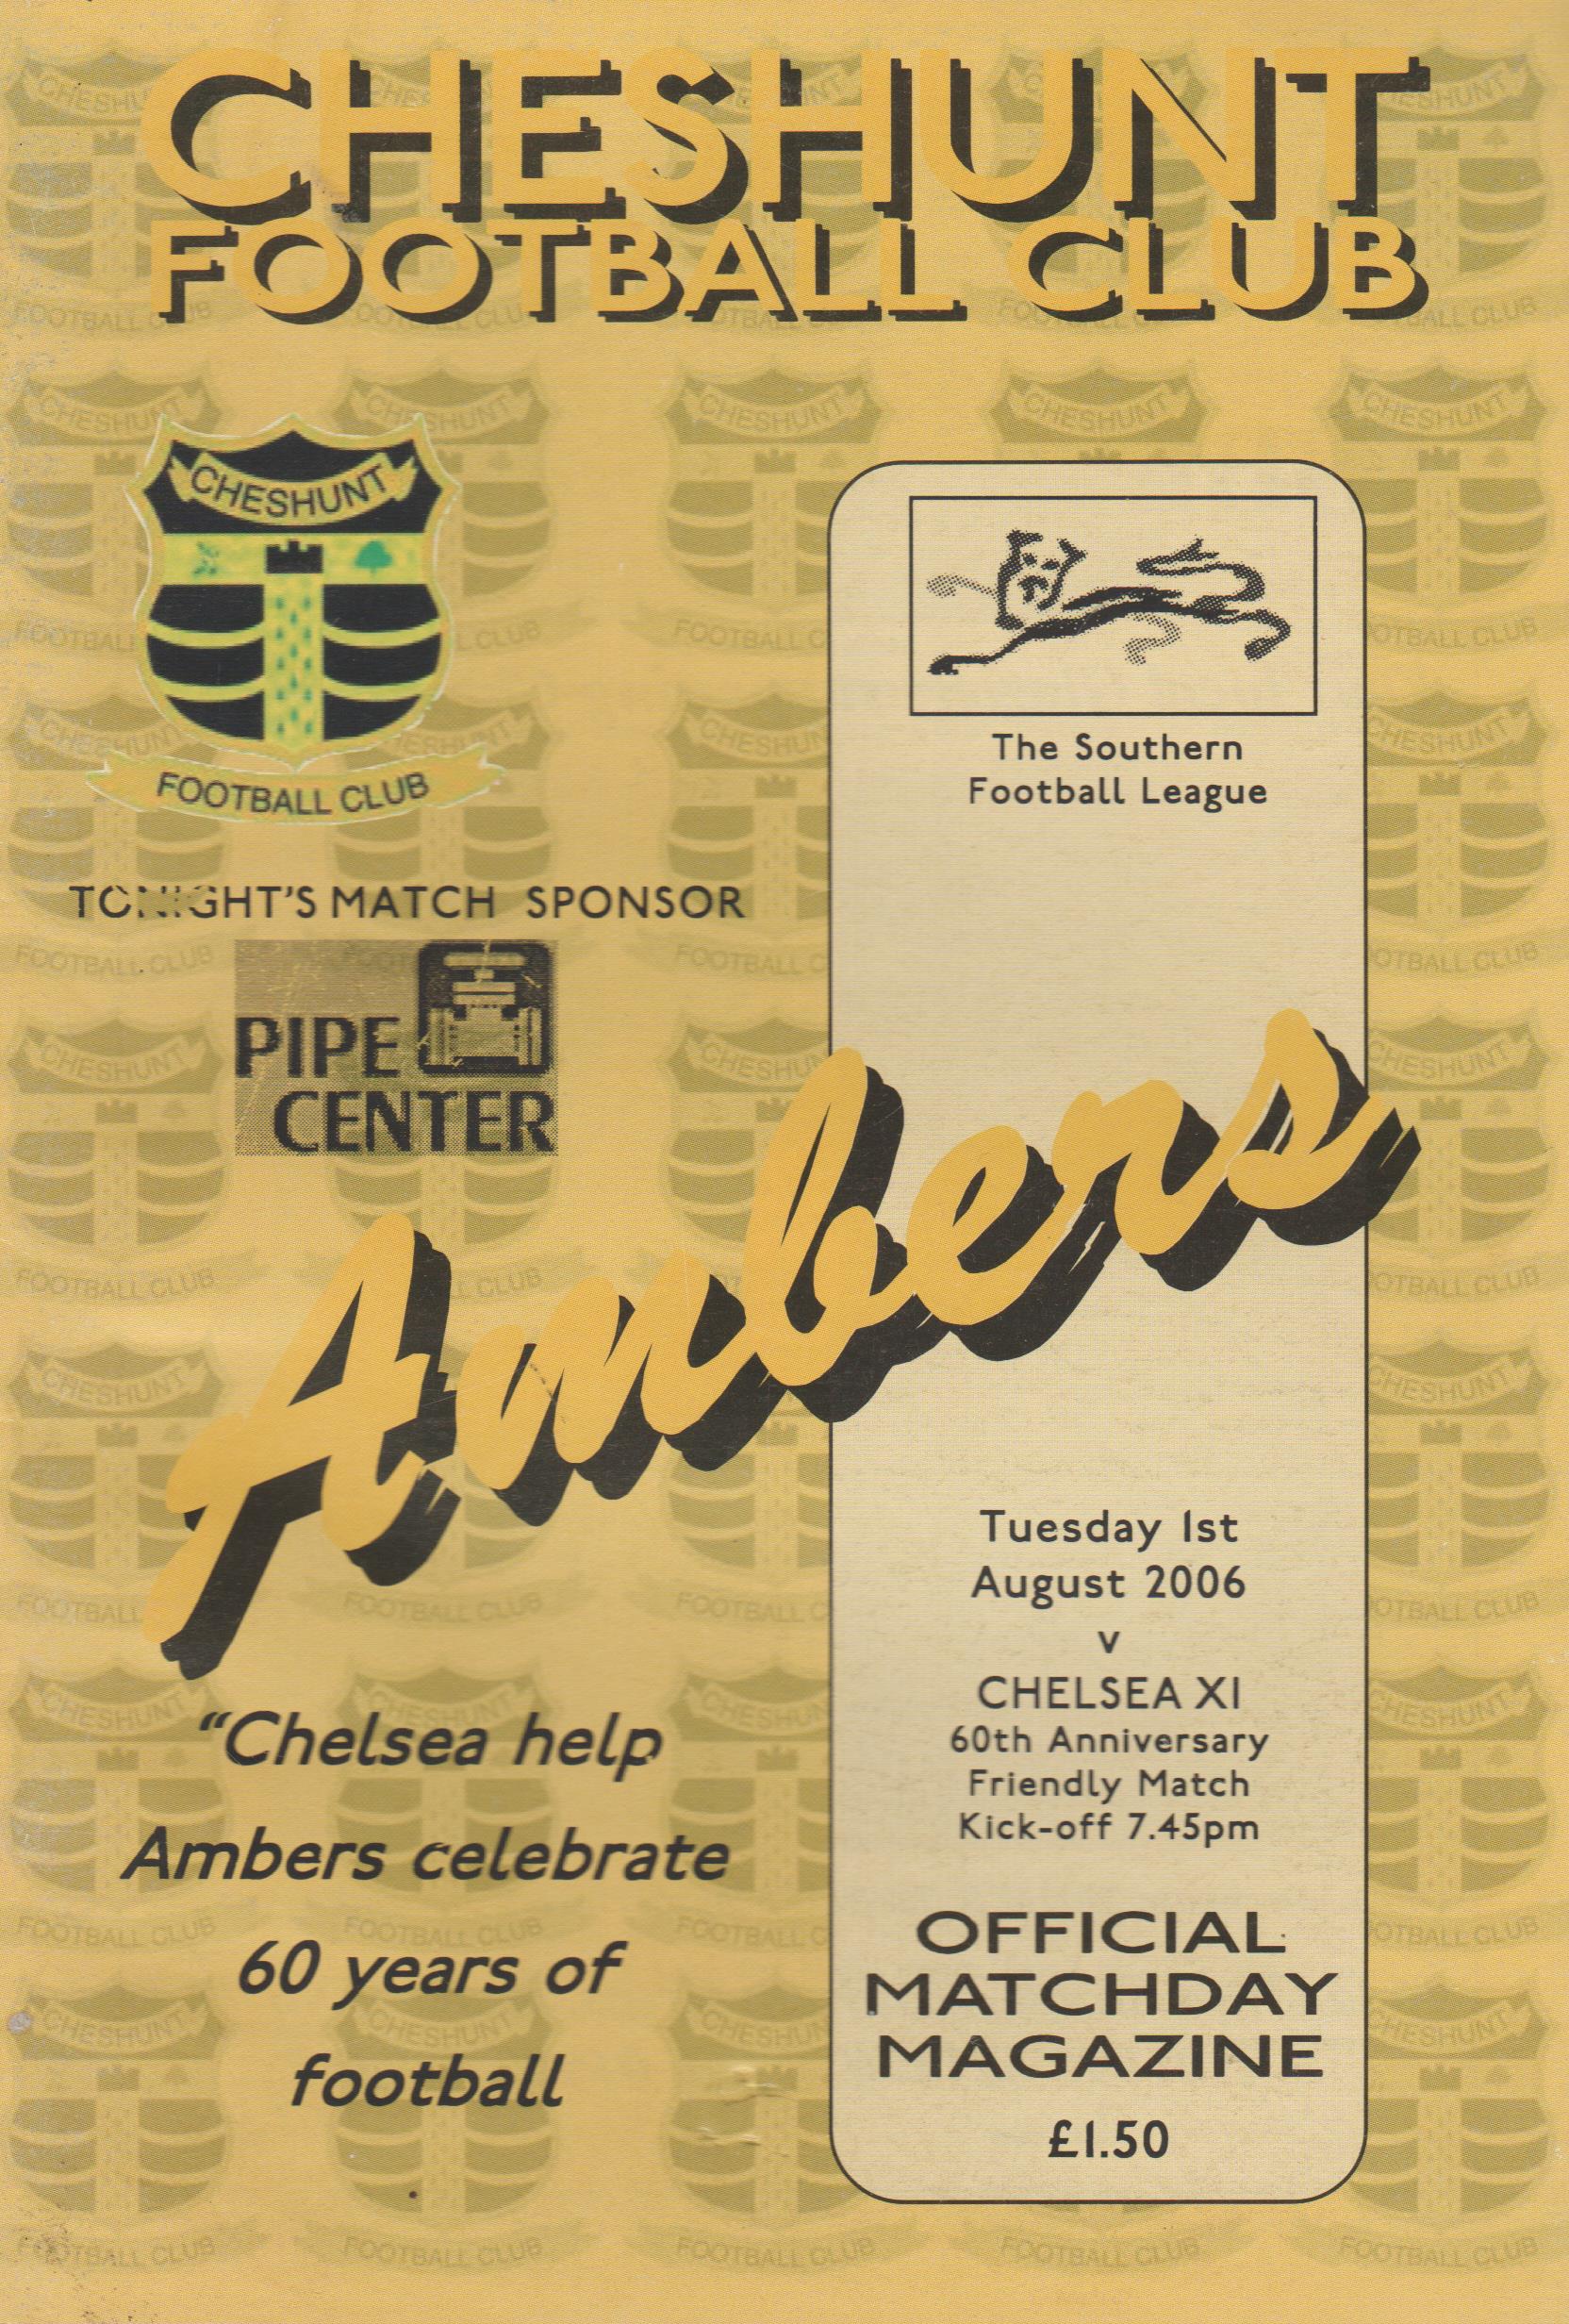 CHESHUNT
FOOTBALL CLUB
CHESHUNT
FOOTBALL CLUB
The Southern
Football League
TONIGHT'S MATCH SPONSOR
PIPE
CENTER
Ambers
Tuesday 1st
August 2006
v
CHELSEA XI
60th Anniversary
Friendly Match
Kick-off 7.45pm
"Chelsea help
Ambers celebrate
60 years of
football
OFFICIAL
MATCHDAY
MAGAZINE
£1.50